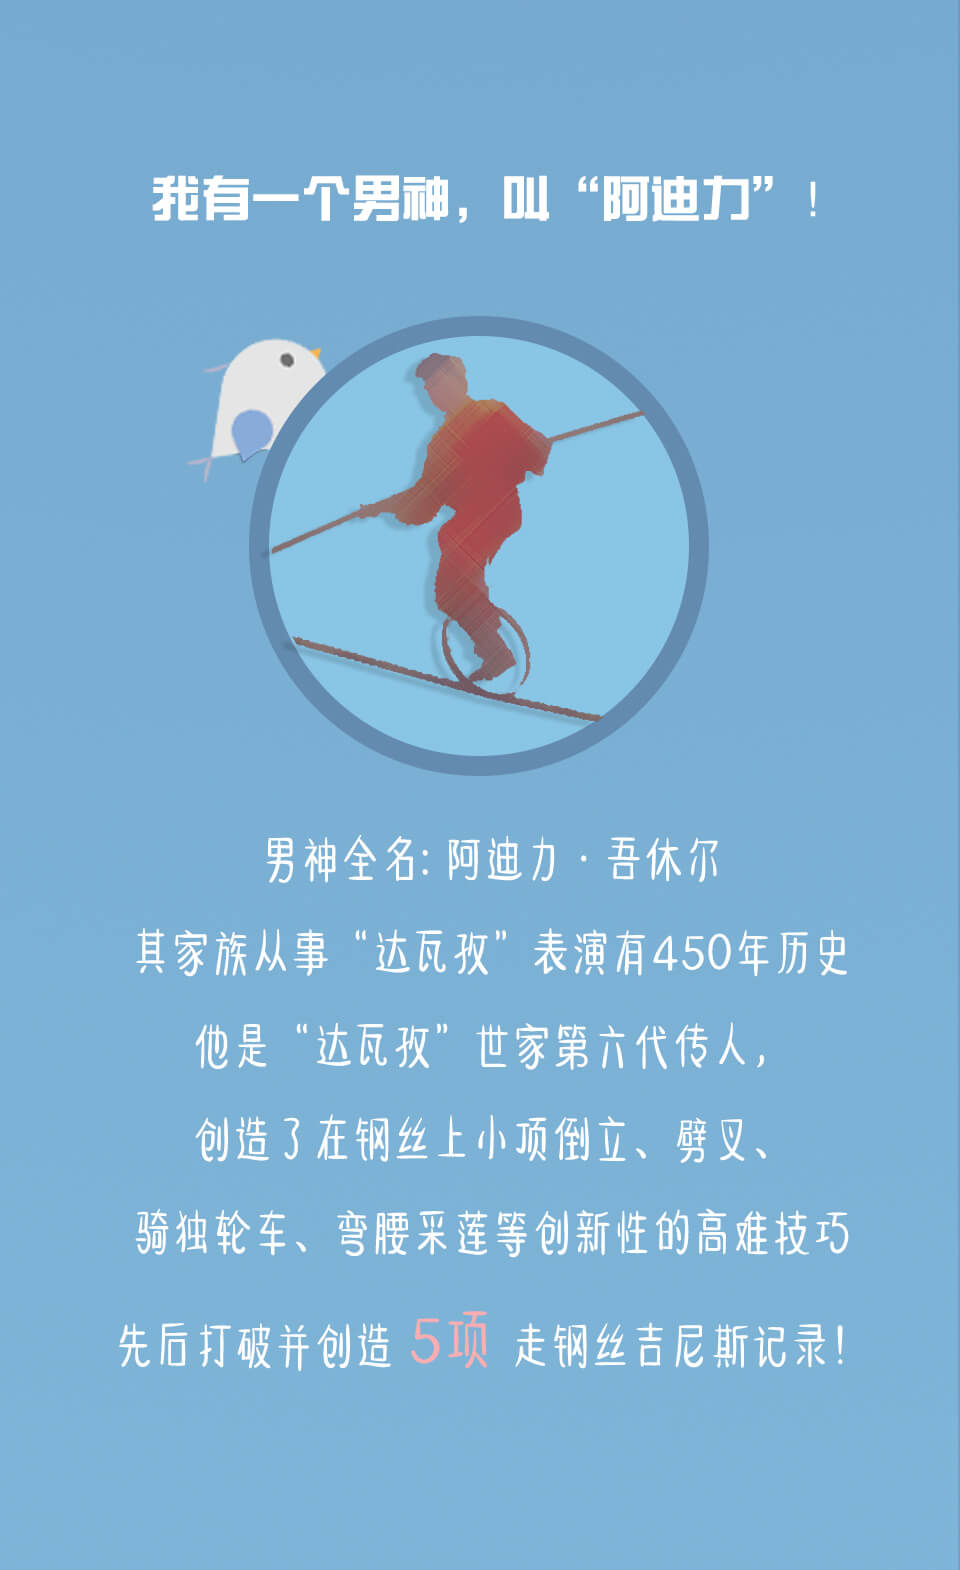 我有一个男神，叫“阿迪力”！
男神全名：阿迪力·吾休尔
其家族从事“达瓦孜”表演有450年历史
他是“达瓦孜”世家第六代传人，
创造了在钢丝上小顶倒立、劈叉、
骑独轮车、弯腰采莲等创新性的高难技巧
先后打破并创造 5项 走钢丝吉尼斯记录！